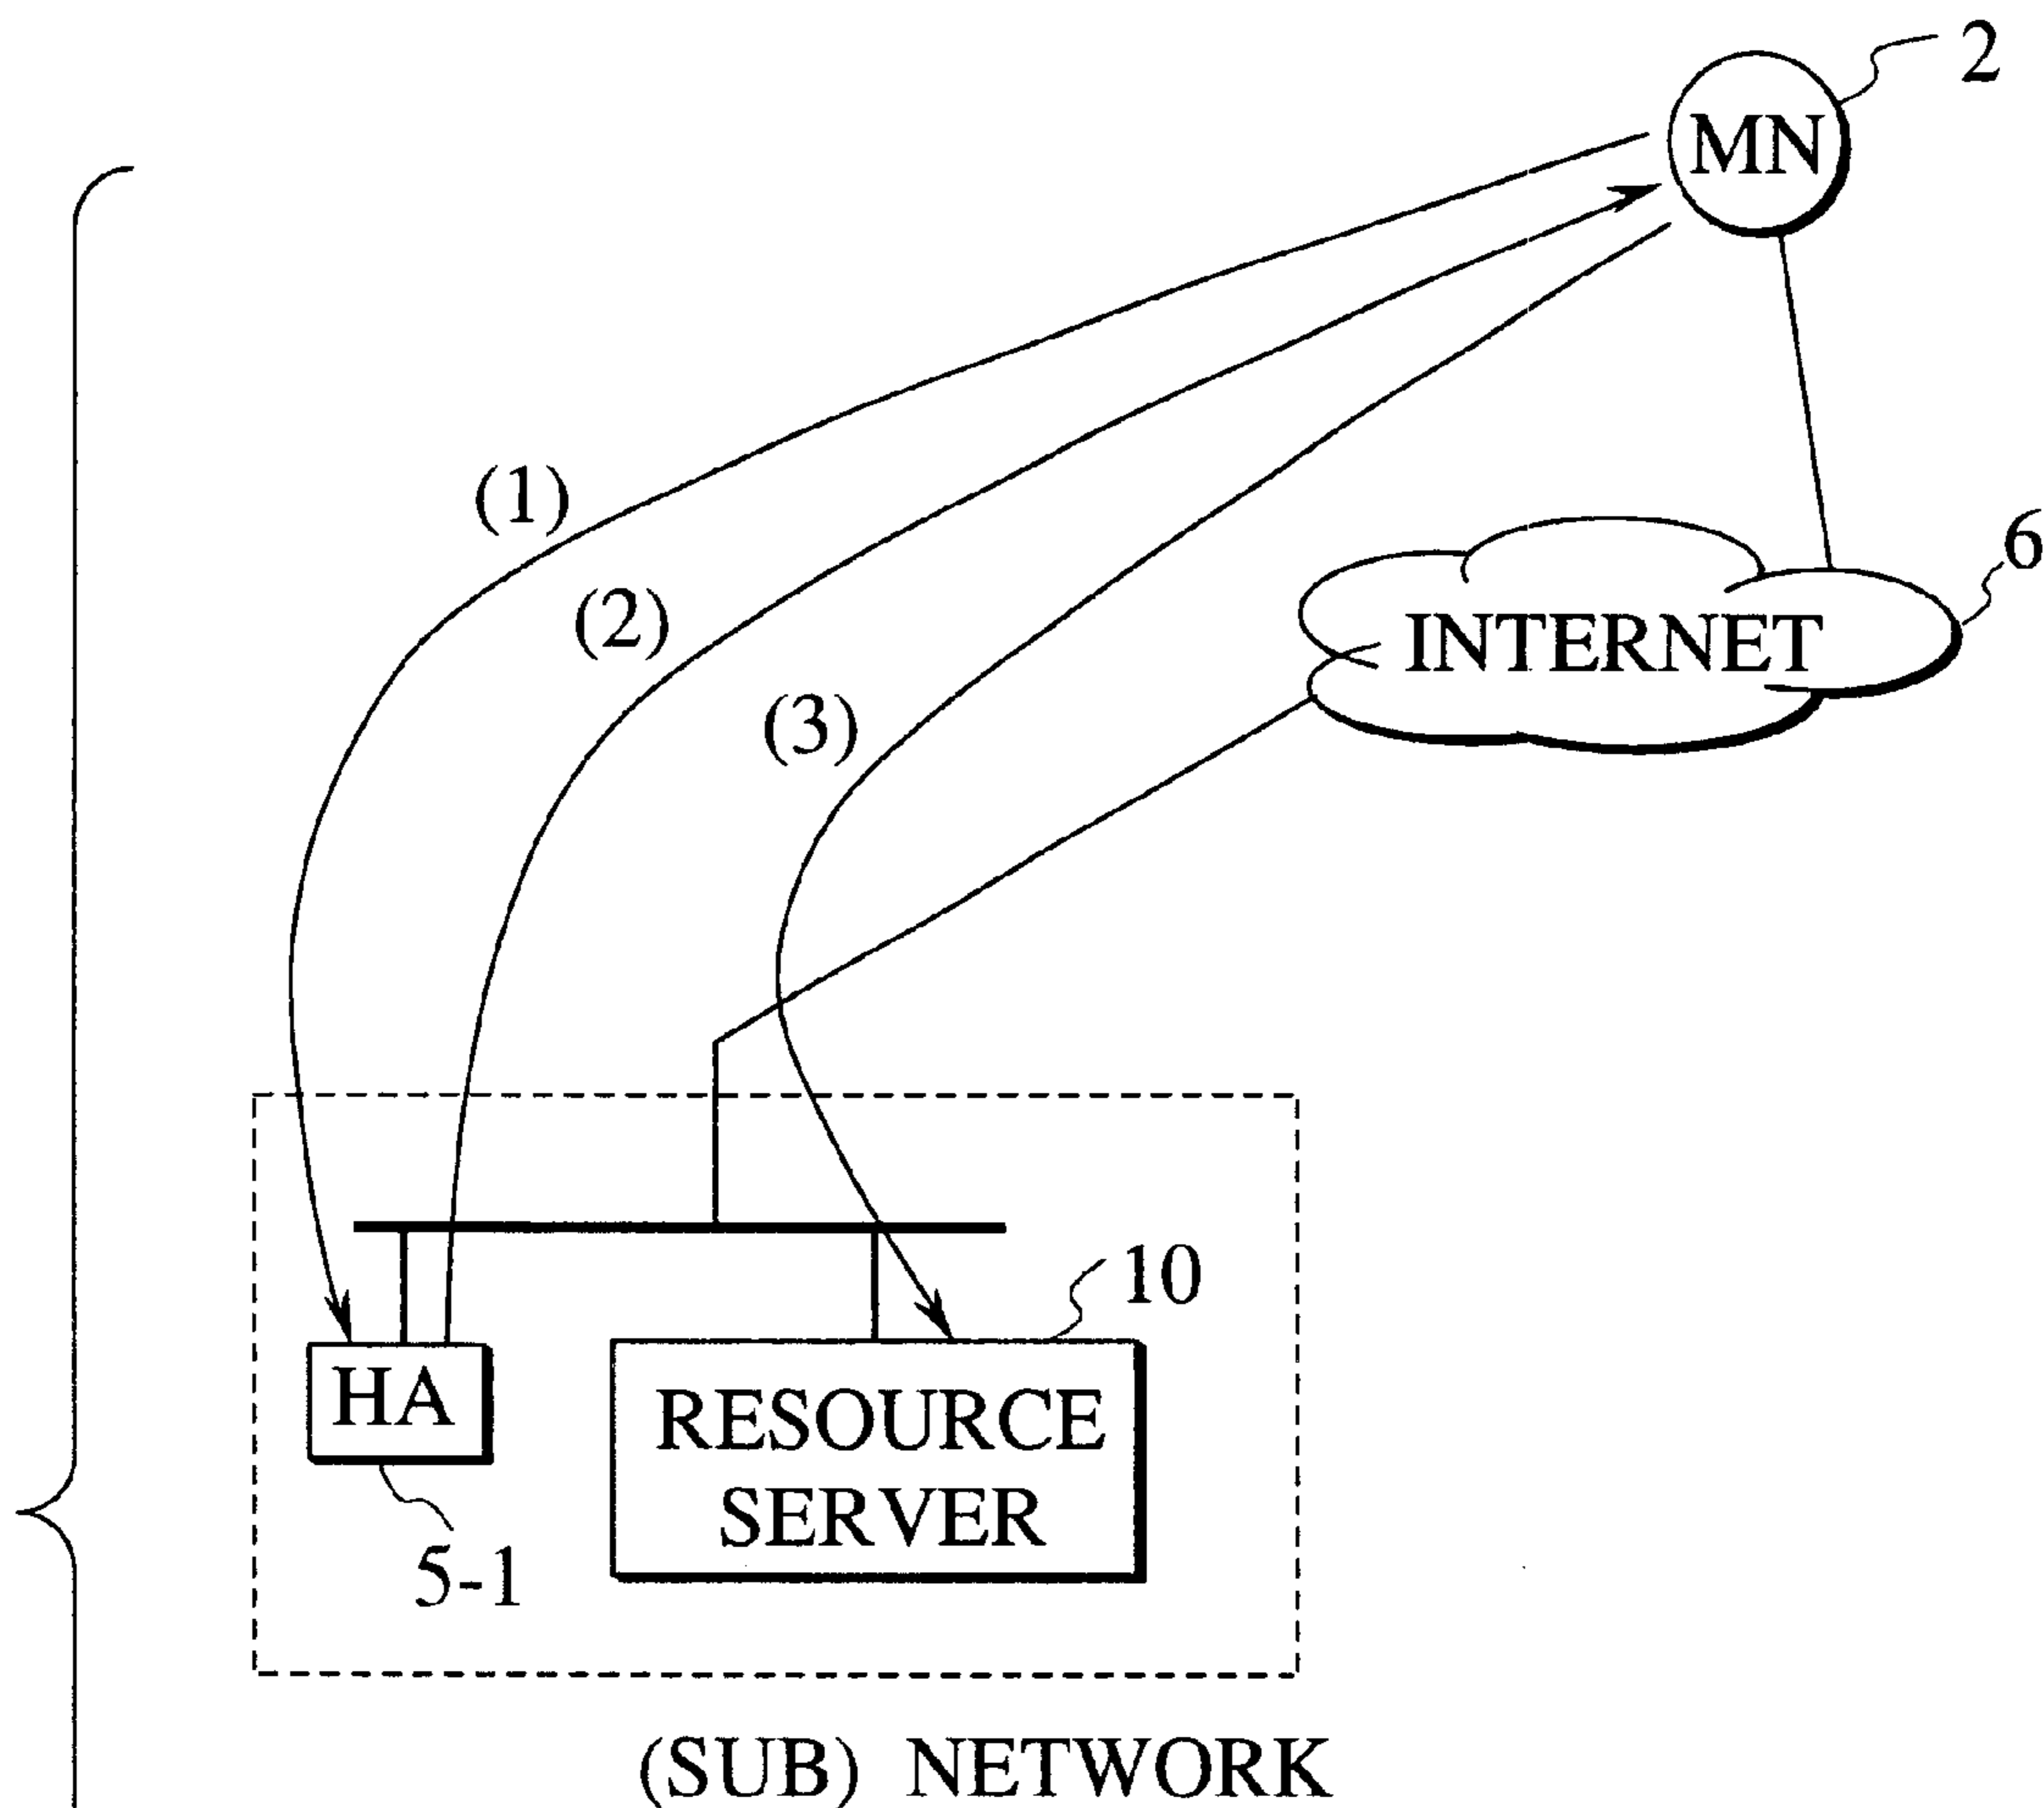 2
MN
(1)
6
(2)
INTERNET
(3)
10
HA
RESOURCE
SERVER
5-1
(SUB) NETWORK